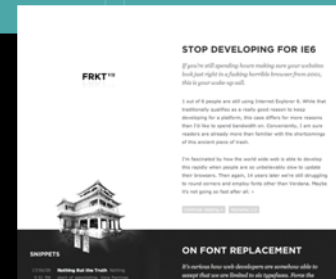 STOP DEVELOPING FOR IE6
If you're still spending hours making sure your websites
look just right in a fucking horrible browser from 2001,
this is your wake-up call.
FRKT
1 out of 6 people are still using Internet Explorer 6. While that
traditionally qualifies as a really good reason to keep
developing for a platform, this case differs for more reasons
than I'd like to spend bandwidth on. Conveniently, I am sure
readers are already more than familiar with the shortcomings
of this ancient piece of trash.
I'm fascinated by how the world wide web is able to develop
this rapidly when people are so unbelievably slow to update
their browsers. Then again, 14 years later we're still struggling
to round corners and employ fonts other than Verdana. Maybe
it's not going so fast after all.
SNIPPETS
Nothing But the Truth
ON FONT REPLACEMENT
It's curious how web developers are somehow able to
accept that we are limited to six typefaces. From the